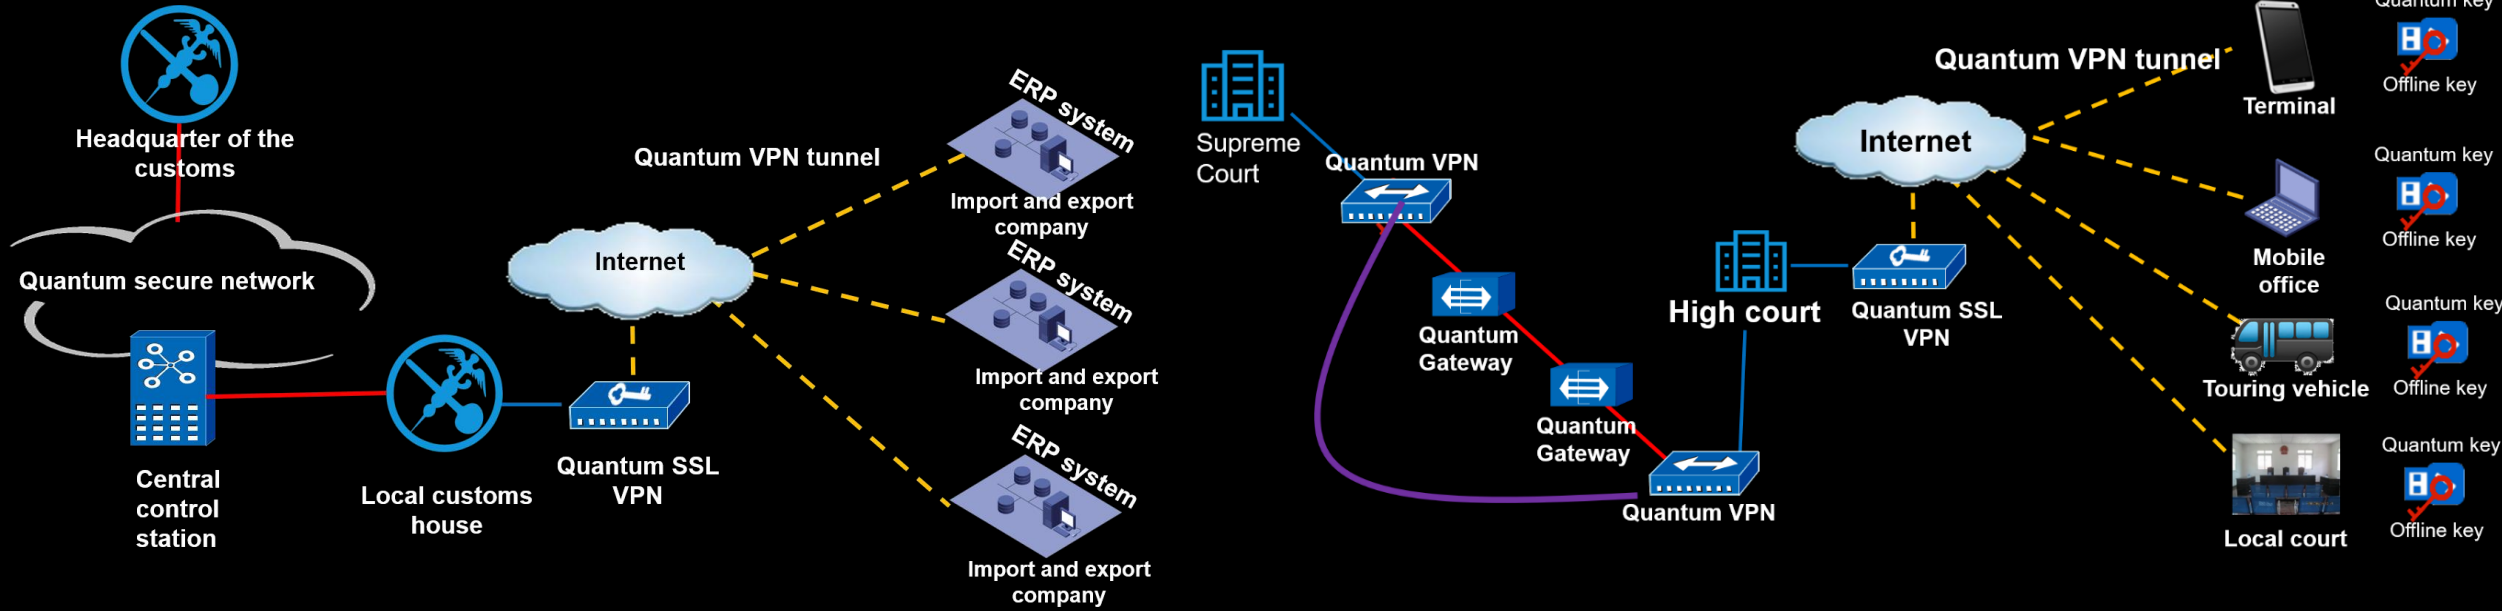 Headquarter of the
customs
Quantum secure network
Central
control
station
Local customs
house
Quantum SSL
VPN
Internet
Quantum VPN tunnel
ERP system
Import and export
company
ERP system
Import and export
company
ERP system
Import and export
company
Supreme
Court
Quantum VPN
Quantum
Gateway
Quantum
Gateway
Quantum VPN
High court
Quantum SSL
VPN
Internet
Quantum VPN tunnel
Terminal
Quantum key
Offline key
Mobile
office
Quantum key
Offline key
Touring vehicle
Quantum key
Offline key
Local court
Quantum key
Offline key